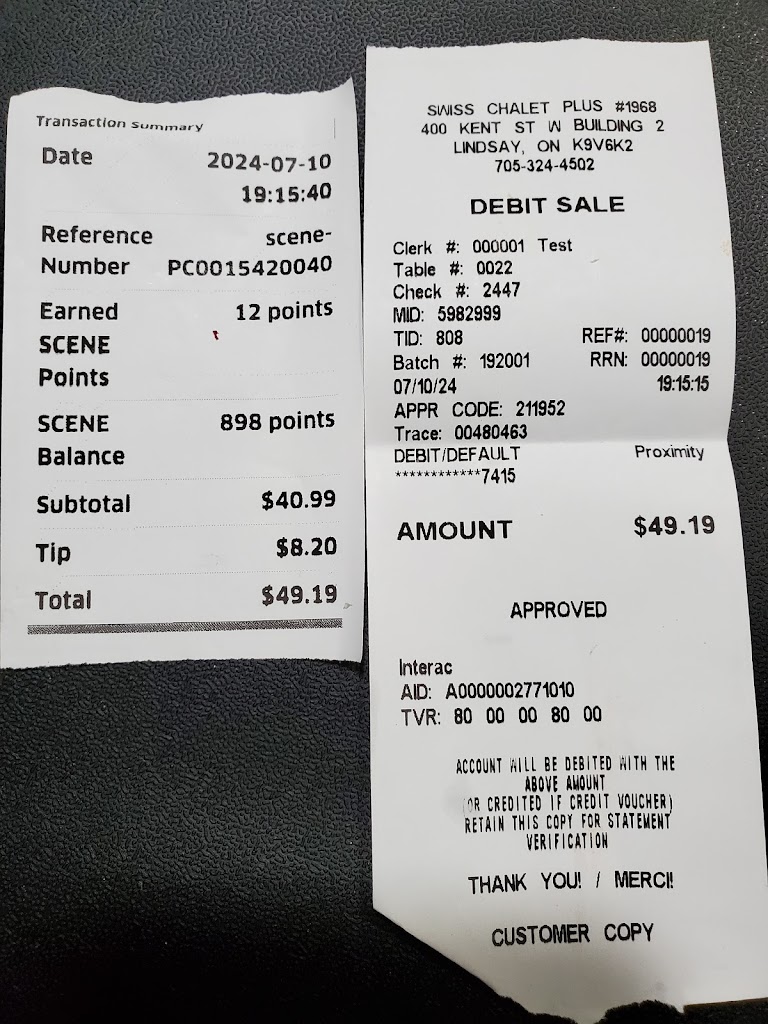 Transaction Summary
Date 2024-07-10
19:15:40
Reference scene-
Number PC0015420040
Earned 12 points
SCENE
Points
SCENE 898 points
Balance
Subtotal $40.99
Tip $8.20
Total $49.19
SWISS CHALET PLUS #1968
400 KENT ST W BUILDING 2
LINDSAY, ON K9V6K2
705-324-4502
DEBIT SALE
Clerk #: 000001 Test
Table #: 0022
Check #: 2447
MID: 5982999
TID: 808 REF#: 00000019
Batch #: 192001 RRN: 00000019
07/10/24 19:15:15
APPR CODE: 211952
Trace: 00480463
DEBIT/DEFAULT Proximity
************7415
AMOUNT $49.19
APPROVED
Interac
AID: A0000002771010
TVR: 80 00 00 80 00
ACCOUNT WILL BE DEBITED WITH THE
ABOVE AMOUNT
(OR CREDITED IF CREDIT VOUCHER)
RETAIN THIS COPY FOR STATEMENT
VERIFICATION
THANK YOU! / MERCI!
CUSTOMER COPY